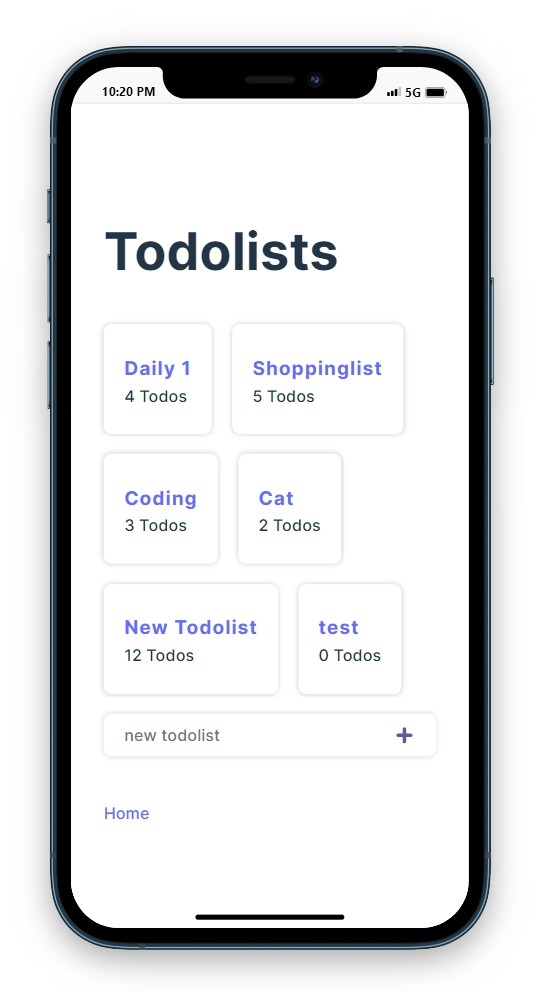 10:20 PM 5G
Todolists
Daily 1
4 Todos
Shoppinglist
5 Todos
Coding
3 Todos
Cat
2 Todos
New Todolist
12 Todos
test
0 Todos
new todolist
Home